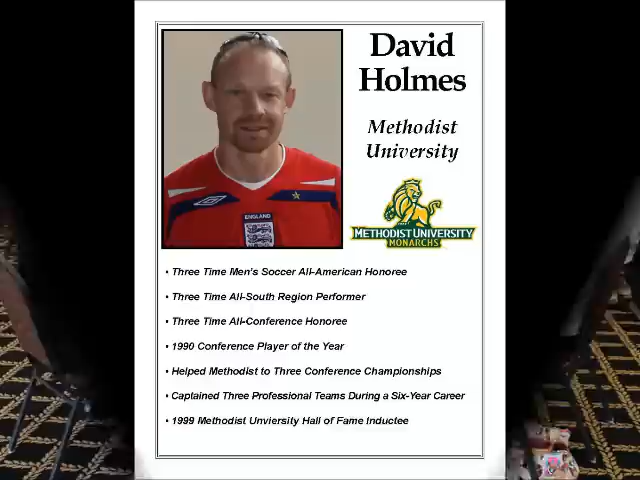 David
Holmes
Methodist
University
ENGLAND
METHODIST UNIVERSITY
MONARCHS
• Three Time Men's Soccer All-American Honoree
• Three Time All-South Region Performer
• Three Time All-Conference Honoree
• 1990 Conference Player of the Year
• Helped Methodist to Three Conference Championships
• Captained Three Professional Teams During a Six-Year Career
• 1999 Methodist Unviersity Hall of Fame Inductee